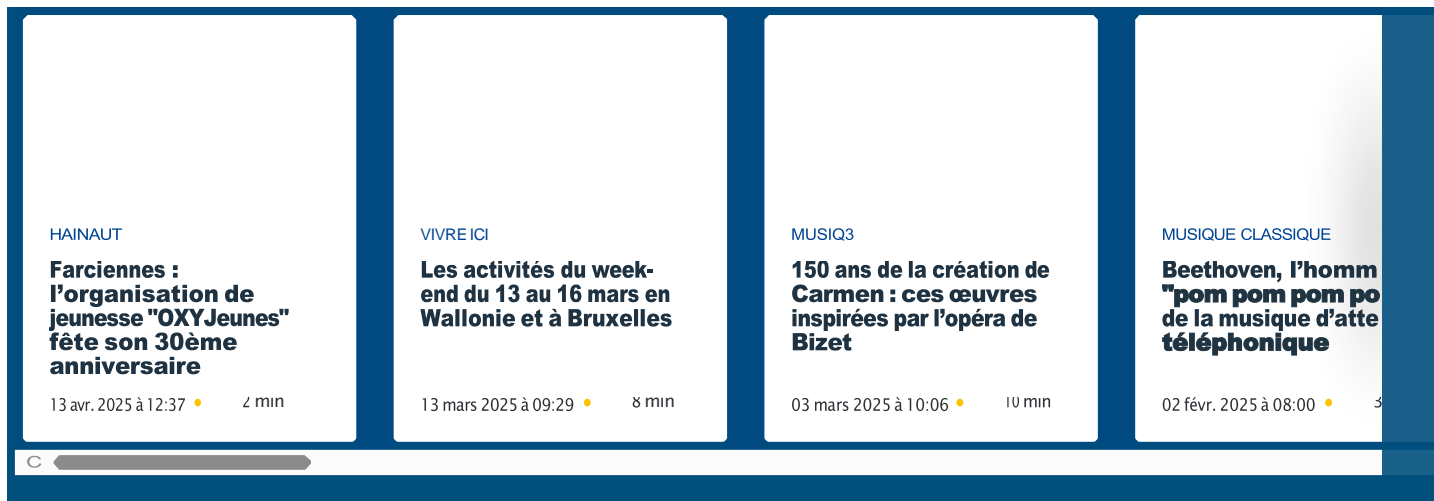 HAINAUT
Farciennes :
l’organisation de
jeunesse "OXYJeunes"
fête son 30ème
anniversaire
13 avr. 2025 à 12:37
2 min
VIVRE ICI
Les activités du week-
end du 13 au 16 mars en
Wallonie et à Bruxelles
13 mars 2025 à 09:29
8 min
MUSIQ3
150 ans de la création de
Carmen : ces œuvres
inspirées par l’opéra de
Bizet
03 mars 2025 à 10:06
10 min
MUSIQUE CLASSIQUE
Beethoven, l’homm
"pom pom pom po
de la musique d’atte
téléphonique
02 févr. 2025 à 08:00